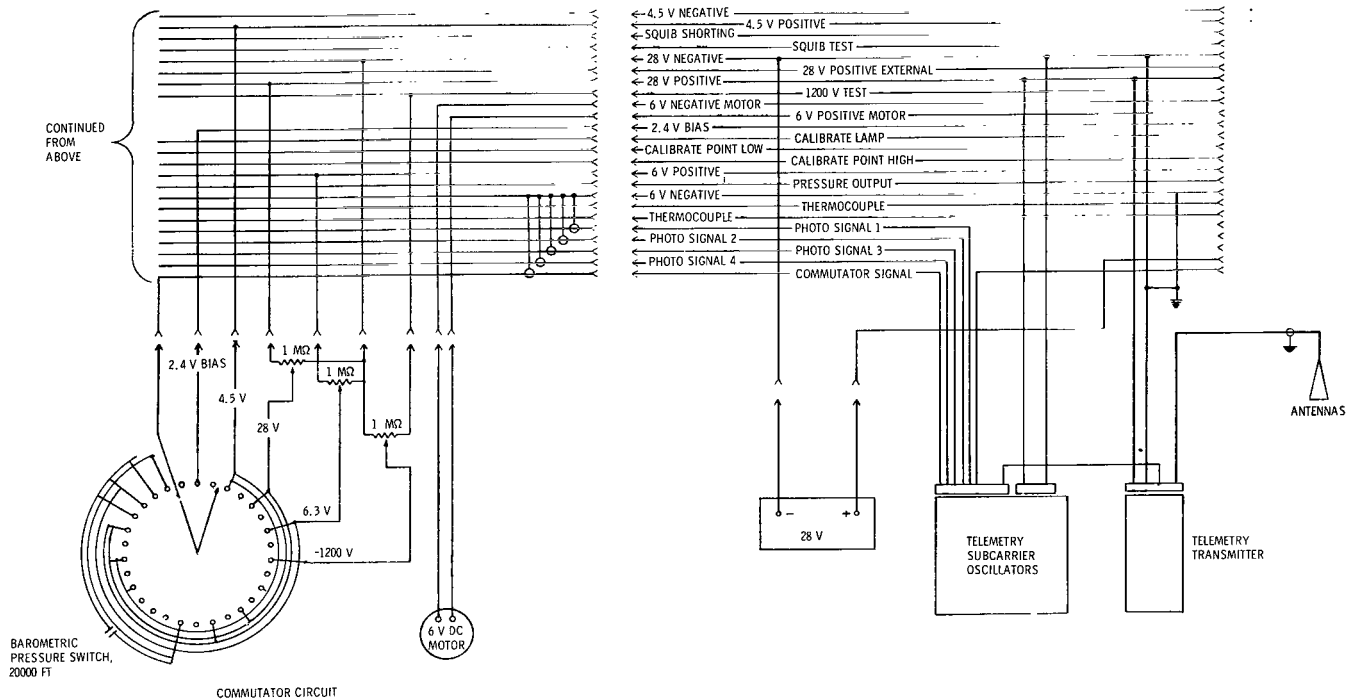 CONTINUED
FROM
ABOVE
4.5 V NEGATIVE
4.5 V POSITIVE
SQUIB SHORTING
SQUIB TEST
28 V NEGATIVE
28 V POSITIVE EXTERNAL
28 V POSITIVE
1200 V TEST
6 V NEGATIVE MOTOR
6 V POSITIVE MOTOR
2.4 V BIAS
CALIBRATE LAMP
CALIBRATE POINT LOW
CALIBRATE POINT HIGH
6 V POSITIVE
PRESSURE OUTPUT
6 V NEGATIVE
THERMOCOUPLE
THERMOCOUPLE
PHOTO SIGNAL 1
PHOTO SIGNAL 2
PHOTO SIGNAL 3
PHOTO SIGNAL 4
COMMUTATOR SIGNAL
2.4 V BIAS
4.5 V
28 V
1 MΩ
1 MΩ
1 MΩ
6.3 V
-1200 V
6 V DC
MOTOR
BAROMETRIC
PRESSURE SWITCH,
20000 FT
COMMUTATOR CIRCUIT
- +
28 V
TELEMETRY
SUBCARRIER
OSCILLATORS
TELEMETRY
TRANSMITTER
ANTENNAS